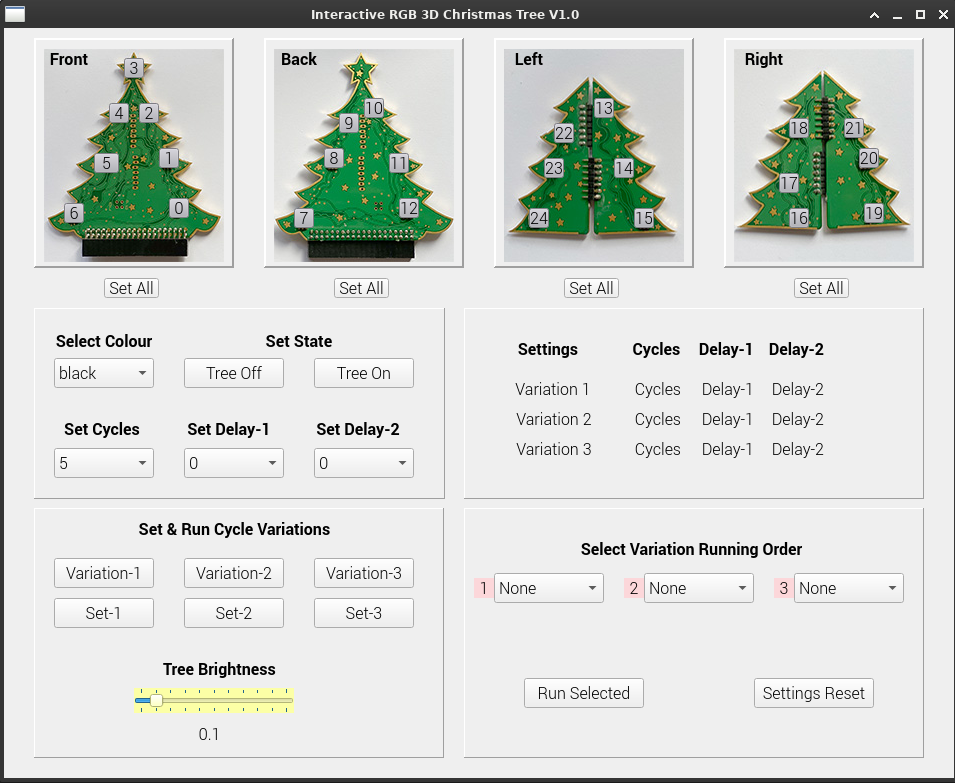 Interactive RGB 3D Christmas Tree V1.0
Front
3
4 2
5 1
6 0
Back
10
9
8 11
7 12
Left
13
22
23 14
24 15
Right
18 21
20
17
16 19
Set All Set All Set All Set All
Select Colour Set State
black Tree Off Tree On
Set Cycles Set Delay-1 Set Delay-2
5 0 0
Settings Cycles Delay-1 Delay-2
Variation 1 Cycles Delay-1 Delay-2
Variation 2 Cycles Delay-1 Delay-2
Variation 3 Cycles Delay-1 Delay-2
Set & Run Cycle Variations
Variation-1 Variation-2 Variation-3
Set-1 Set-2 Set-3
Tree Brightness
0.1
Select Variation Running Order
1 None 2 None 3 None
Run Selected Settings Reset